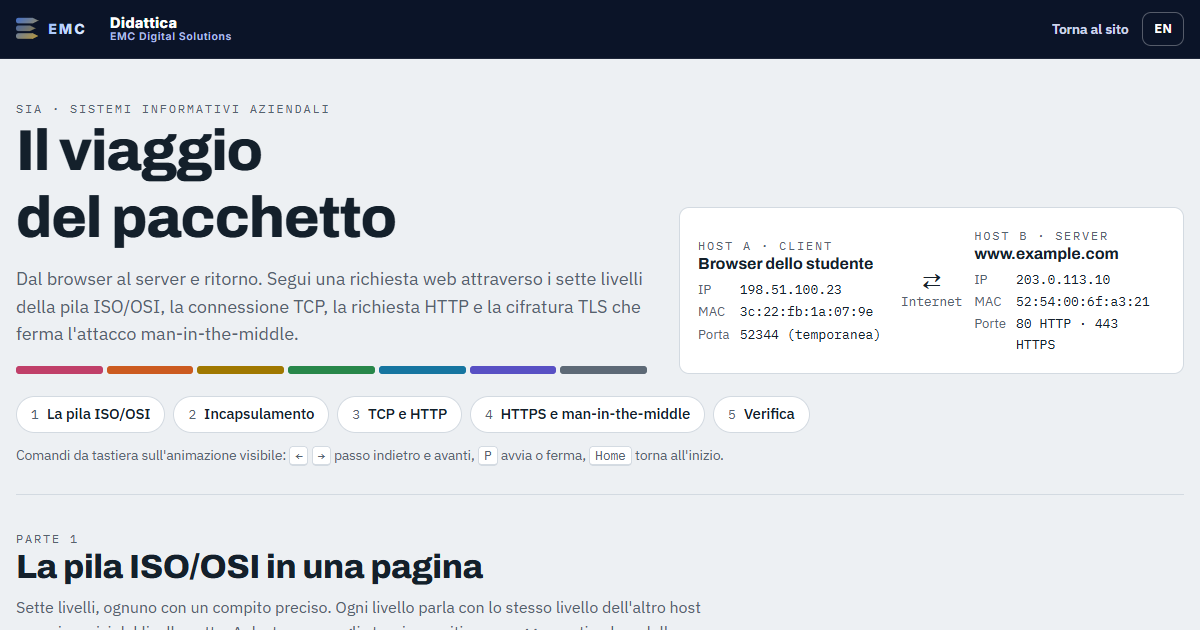 EMC
Didattica
EMC Digital Solutions
Torna al sito
EN
SIA · SISTEMI INFORMATIVI AZIENDALI
Il viaggio
del pacchetto
Dal browser al server e ritorno. Segui una richiesta web attraverso i sette livelli
della pila ISO/OSI, la connessione TCP, la richiesta HTTP e la cifratura TLS che
ferma l'attacco man-in-the-middle.
HOST A · CLIENT
Browser dello studente
IP 198.51.100.23
MAC 3c:22:fb:1a:07:9e
Porta 52344 (temporanea)
⇄
Internet
HOST B · SERVER
www.example.com
IP 203.0.113.10
MAC 52:54:00:6f:a3:21
Porte 80 HTTP · 443
HTTPS
1 La pila ISO/OSI
2 Incapsulamento
3 TCP e HTTP
4 HTTPS e man-in-the-middle
5 Verifica
Comandi da tastiera sull'animazione visibile: ← → passo indietro e avanti, P avvia o ferma, Home torna all'inizio.
PARTE 1
La pila ISO/OSI in una pagina
Sette livelli, ognuno con un compito preciso. Ogni livello parla con lo stesso livello dell'altro host